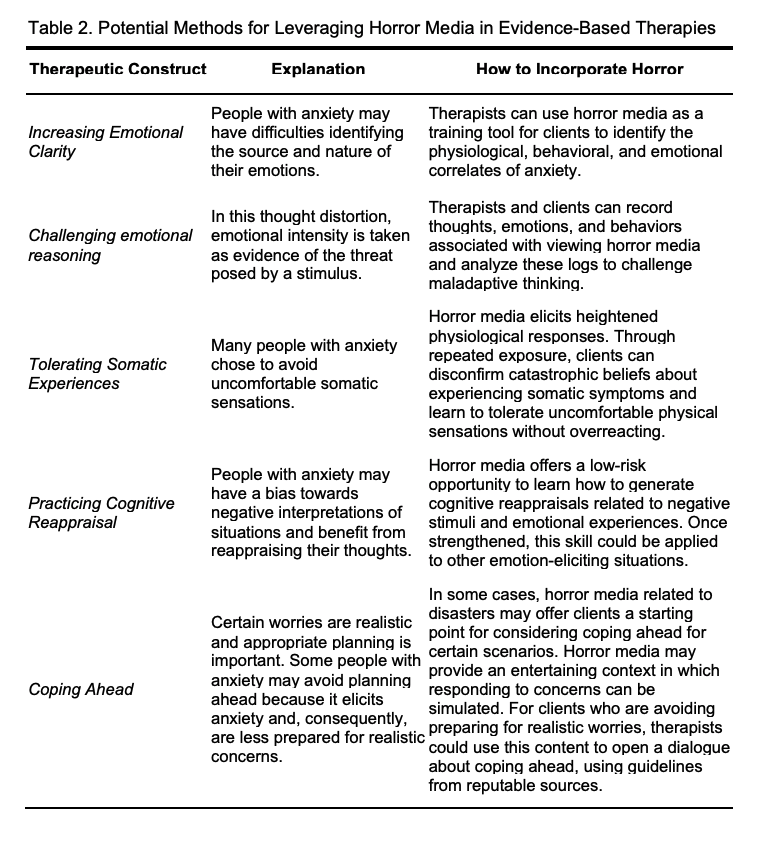 Table 2. Potential Methods for Leveraging Horror Media in Evidence-Based Therapies
Therapeutic Construct
Explanation
How to Incorporate Horror
Increasing Emotional
Clarity
People with anxiety may
have difficulties identifying
the source and nature of
their emotions.
Therapists can use horror media as a
training tool for clients to identify the
physiological, behavioral, and emotional
correlates of anxiety.
Challenging emotional
reasoning
In this thought distortion,
emotional intensity is taken
as evidence of the threat
posed by a stimulus.
Therapists and clients can record
thoughts, emotions, and behaviors
associated with viewing horror media
and analyze these logs to challenge
maladaptive thinking.
Tolerating Somatic
Experiences
Many people with anxiety
chose to avoid
uncomfortable somatic
sensations.
Horror media elicits heightened
physiological responses. Through
repeated exposure, clients can
disconfirm catastrophic beliefs about
experiencing somatic symptoms and
learn to tolerate uncomfortable physical
sensations without overreacting.
Practicing Cognitive
Reappraisal
People with anxiety may
have a bias towards
negative interpretations of
situations and benefit from
reappraising their thoughts.
Horror media offers a low-risk
opportunity to learn how to generate
cognitive reappraisals related to negative
stimuli and emotional experiences. Once
strengthened, this skill could be applied
to other emotion-eliciting situations.
Coping Ahead
Certain worries are realistic
and appropriate planning is
important. Some people with
anxiety may avoid planning
ahead because it elicits
anxiety and, consequently,
are less prepared for realistic
concerns.
In some cases, horror media related to
disasters may offer clients a starting
point for considering coping ahead for
certain scenarios. Horror media may
provide an entertaining context in which
responding to concerns can be
simulated. For clients who are avoiding
preparing for realistic worries, therapists
could use this content to open a dialogue
about coping ahead, using guidelines
from reputable sources.